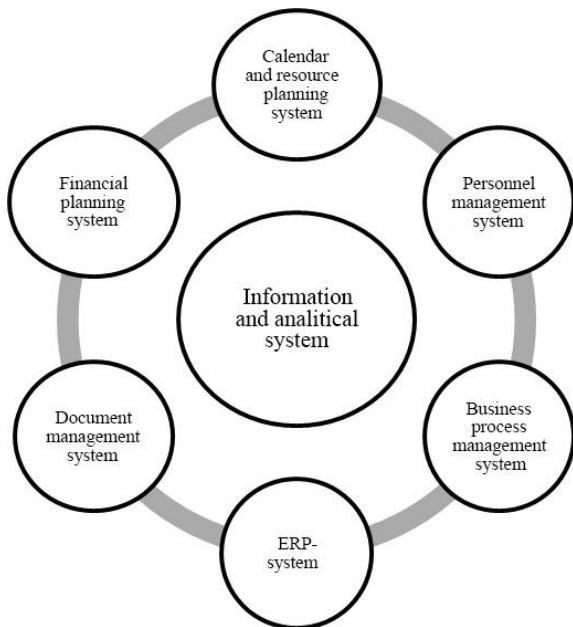 Calendar
and resource
planning
system
Financial
planning
system
Personnel
management
system
Information
and analitical
system
Document
management
system
Business
process
management
system
ERP-
system